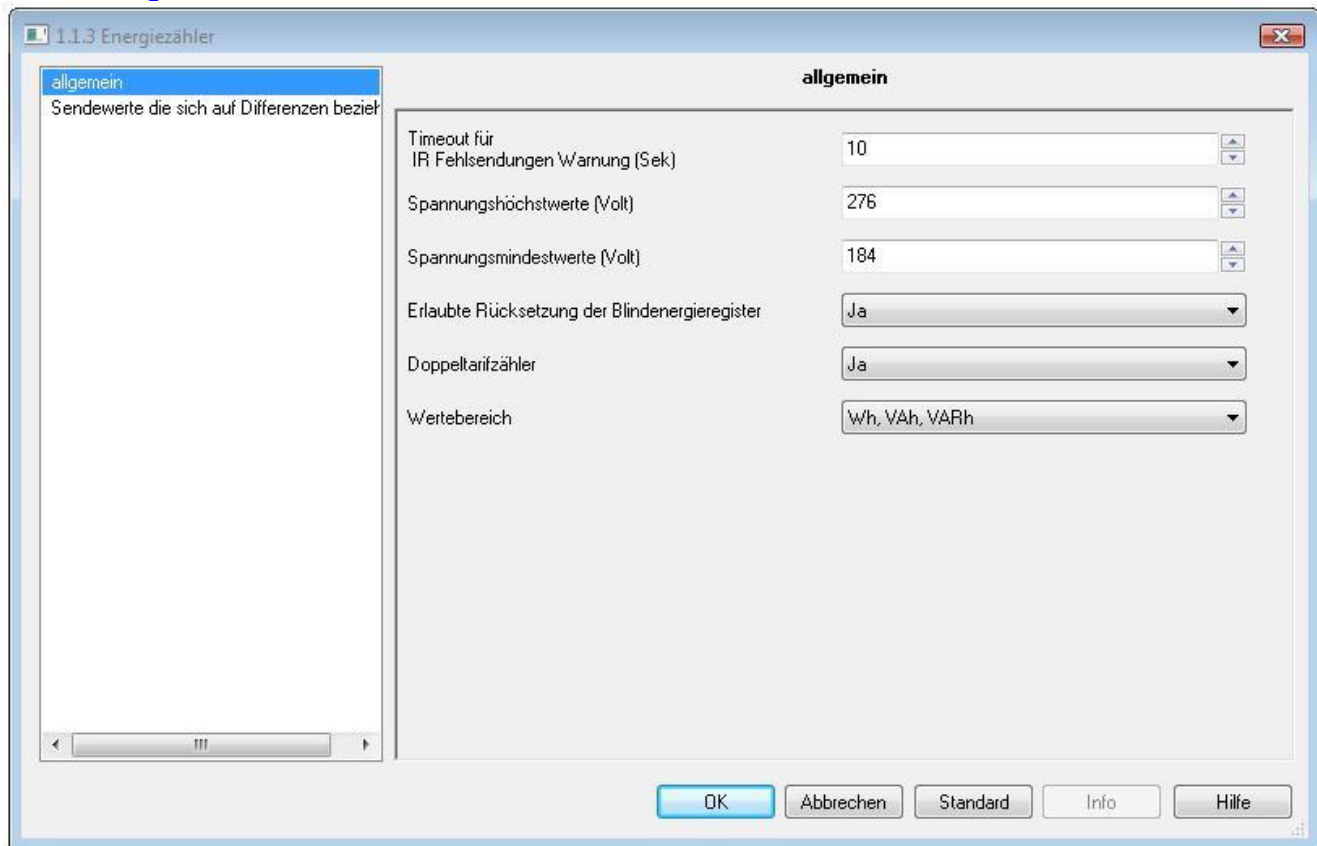 1.1.3 Energiezähler
allgemein
Sendewerte die sich auf Differenzen bezieh
allgemein
Timeout für
IR Fehlsendungen Warnung (Sek)
10
Spannungshöchstwerte (Volt)
276
Spannungsmindestwerte (Volt)
184
Erlaubte Rücksetzung der Blindenergieregister
Ja
Doppeltarifzähler
Ja
Wertebereich
Wh, VAh, VARh
OK
Abbrechen
Standard
Info
Hilfe